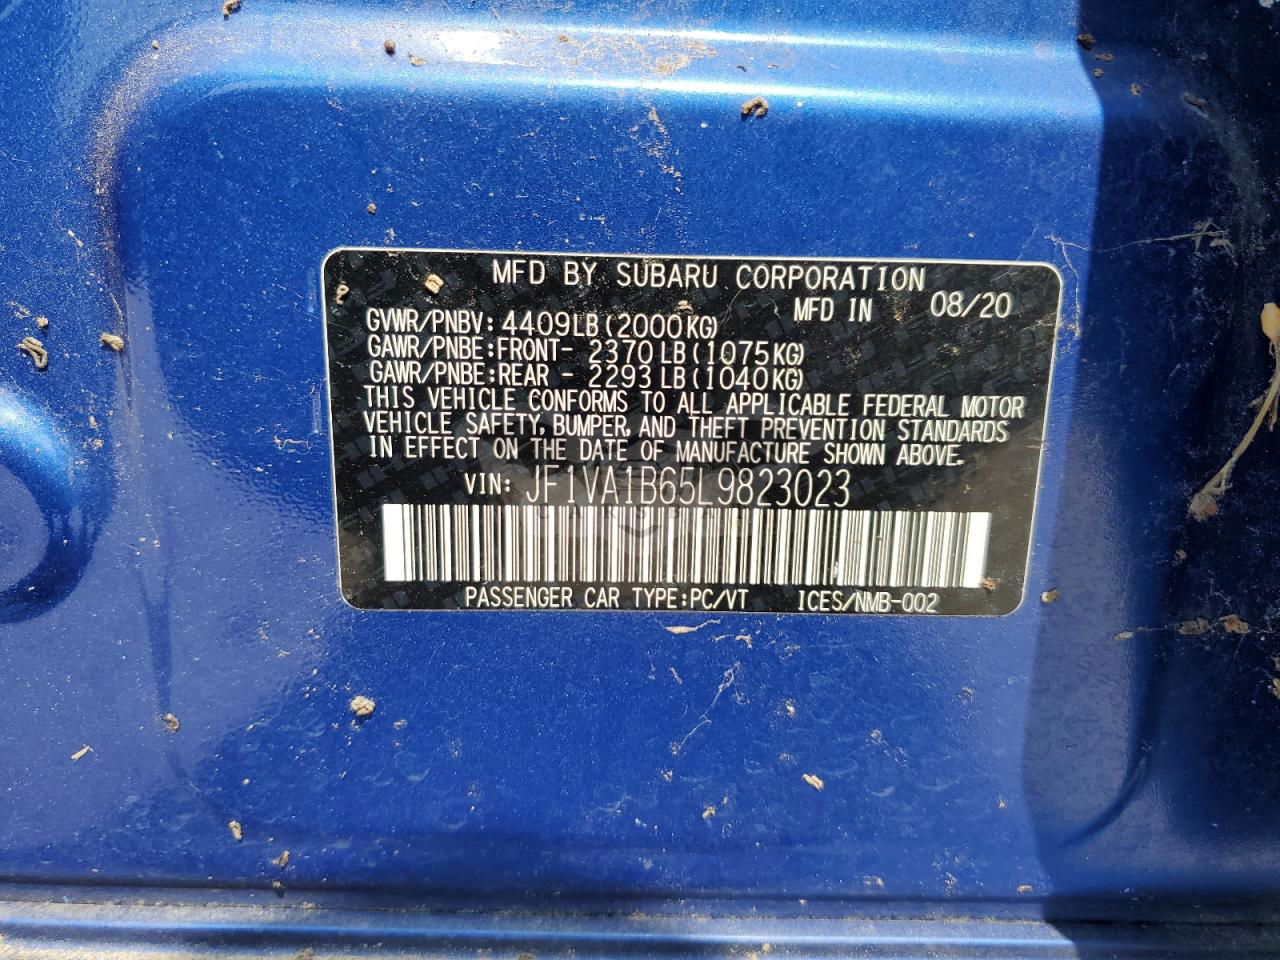 MFD BY SUBARU CORPORATION
MFD IN 08/20
GVWR/PNBV: 4409LB(2000KG)
GAWR/PNBE:FRONT- 2370LB(1075KG)
GAWR/PNBE:REAR - 2293LB(1040KG)
THIS VEHICLE CONFORMS TO ALL APPLICABLE FEDERAL MOTOR
VEHICLE SAFETY, BUMPER, AND THEFT PREVENTION STANDARDS
IN EFFECT ON THE DATE OF MANUFACTURE SHOWN ABOVE.
VIN: JF1VA1B65L9823023
PASSENGER CAR TYPE:PC/VT ICES/NMB-002